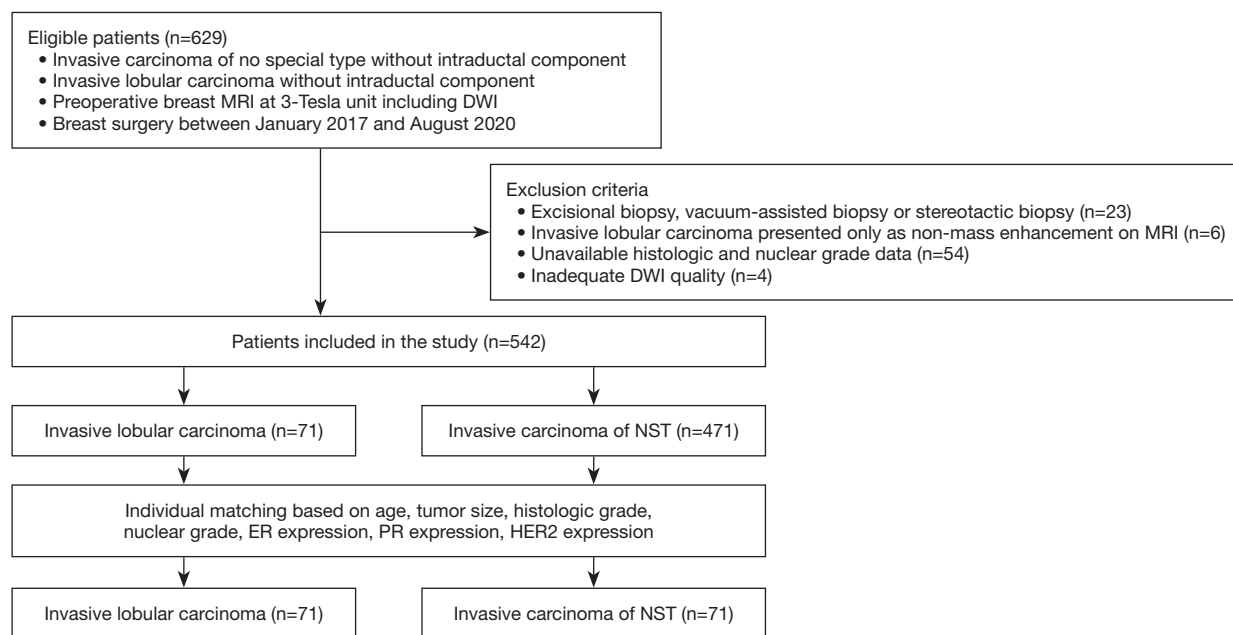 Eligible patients (n=629)
• Invasive carcinoma of no special type without intraductal component
• Invasive lobular carcinoma without intraductal component
• Preoperative breast MRI at 3-Tesla unit including DWI
• Breast surgery between January 2017 and August 2020
Exclusion criteria
• Excisional biopsy, vacuum-assisted biopsy or stereotactic biopsy (n=23)
• Invasive lobular carcinoma presented only as non-mass enhancement on MRI (n=6)
• Unavailable histologic and nuclear grade data (n=54)
• Inadequate DWI quality (n=4)
Patients included in the study (n=542)
Invasive lobular carcinoma (n=71)
Invasive carcinoma of NST (n=471)
Individual matching based on age, tumor size, histologic grade,
nuclear grade, ER expression, PR expression, HER2 expression
Invasive lobular carcinoma (n=71)
Invasive carcinoma of NST (n=71)